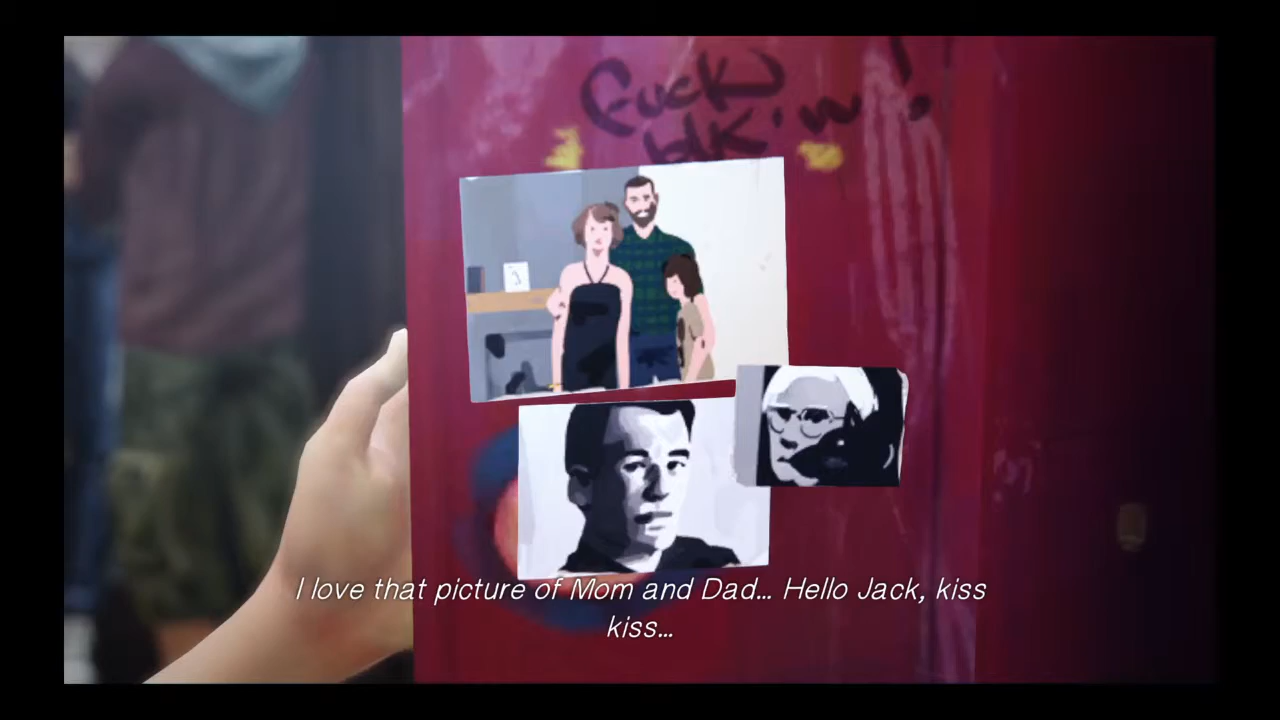 Fuck
I love that picture of Mom and Dad... Hello Jack, kiss
kiss...